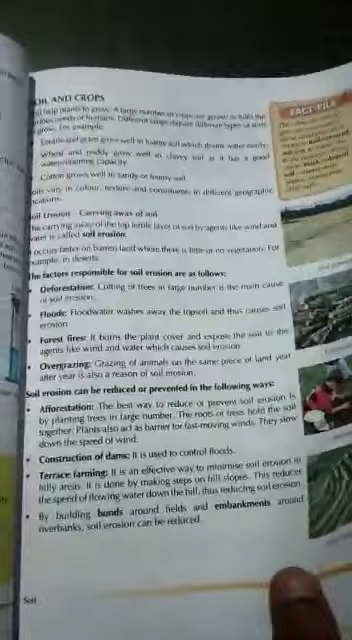 SOIL AND CROPS
help plants to grow. A large number of crops are grown to fulfil the
various needs of humans. Different crops require different types of soils
grow. For example:
Lentils and gram grow well in loamy soil which drains water easily.
Wheat and paddy grow well in clayey soil as it has a good
water-retaining capacity.
Cotton grows well in sandy or loamy soil.
Soils vary in colour, texture and constituents in different geographic
locations.
Soil Erosion – Carrying away of soil
The carrying away of the top fertile layer of soil by agents like wind and
water is called soil erosion.
It occurs faster on barren land where there is little or no vegetation. For
example, in deserts.
The factors responsible for soil erosion are as follows:
• Deforestation: Cutting of trees in large number is the main cause
of soil erosion.
• Floods: Floodwater washes away the topsoil and thus causes soil
erosion.
• Forest fires: It burns the plant cover and expose the soil to the
agents like wind and water which causes soil erosion.
• Overgrazing: Grazing of animals on the same piece of land year
after year is also a reason of soil erosion.
Soil erosion can be reduced or prevented in the following ways:
• Afforestation: The best way to reduce or prevent soil erosion is
by planting trees in large number. The roots of trees hold the soil
together. Plants also act as barrier for fast-moving winds. They slow
down the speed of wind.
• Construction of dams: It is used to control floods.
• Terrace farming: It is an effective way to minimise soil erosion in
hilly areas. It is done by making steps on hill slopes. This reduces
the speed of flowing water down the hill, thus reducing soil erosion.
• By building bunds around fields and embankments around
riverbanks, soil erosion can be reduced.
Soil
FACT FILE